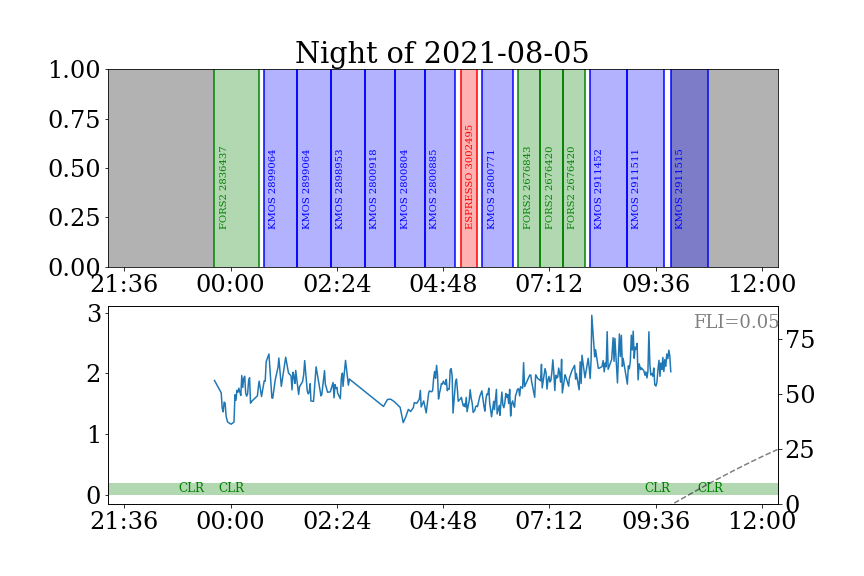 Night of 2021-08-05
1.00
0.75
0.50
0.25
0.00
FORS2 2836437
KMOS 2899064
KMOS 2899064
KMOS 2898953
KMOS 2800918
KMOS 2800804
KMOS 2800885
ESPRESSO 3002495
KMOS 2800771
FORS2 2676843
FORS2 2676420
FORS2 2676420
KMOS 2911452
KMOS 2911511
KMOS 2911515
21:36 00:00 02:24 04:48 07:12 09:36 12:00
3
2
1
0
FLI=0.05
75
50
25
0
CLR CLR CLR CLR
21:36 00:00 02:24 04:48 07:12 09:36 12:00